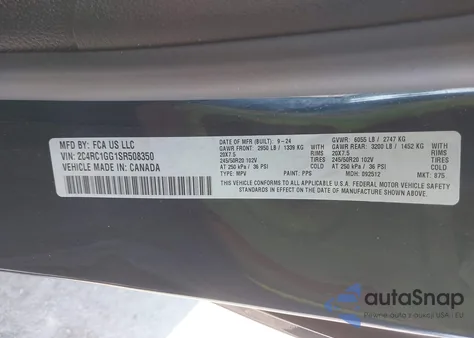 MFD BY: FCA US LLC
VIN: 2C4RC1GG1SR508350
VEHICLE MADE IN: CANADA
DATE OF MFR (BUILT): 9-24 GVWR: 6055 LB / 2747 KG
GAWR FRONT: 2950 LB / 1339 KG WITH GAWR REAR: 3200 LB / 1452 KG WITH
20X7.5 RIMS 20X7.5 RIMS
245/50R20 102V TIRES 245/50R20 102V TIRES
AT 250 kPa / 36 PSI AT 250 kPa / 36 PSI
TYPE: MPV PAINT: PPS MDH: 092512 MKT: 875
THIS VEHICLE CONFORMS TO ALL APPLICABLE U.S.A. FEDERAL MOTOR VEHICLE SAFETY
STANDARDS IN EFFECT ON THE DATE OF MANUFACTURE SHOWN ABOVE.
autoSnap
z USA i EU